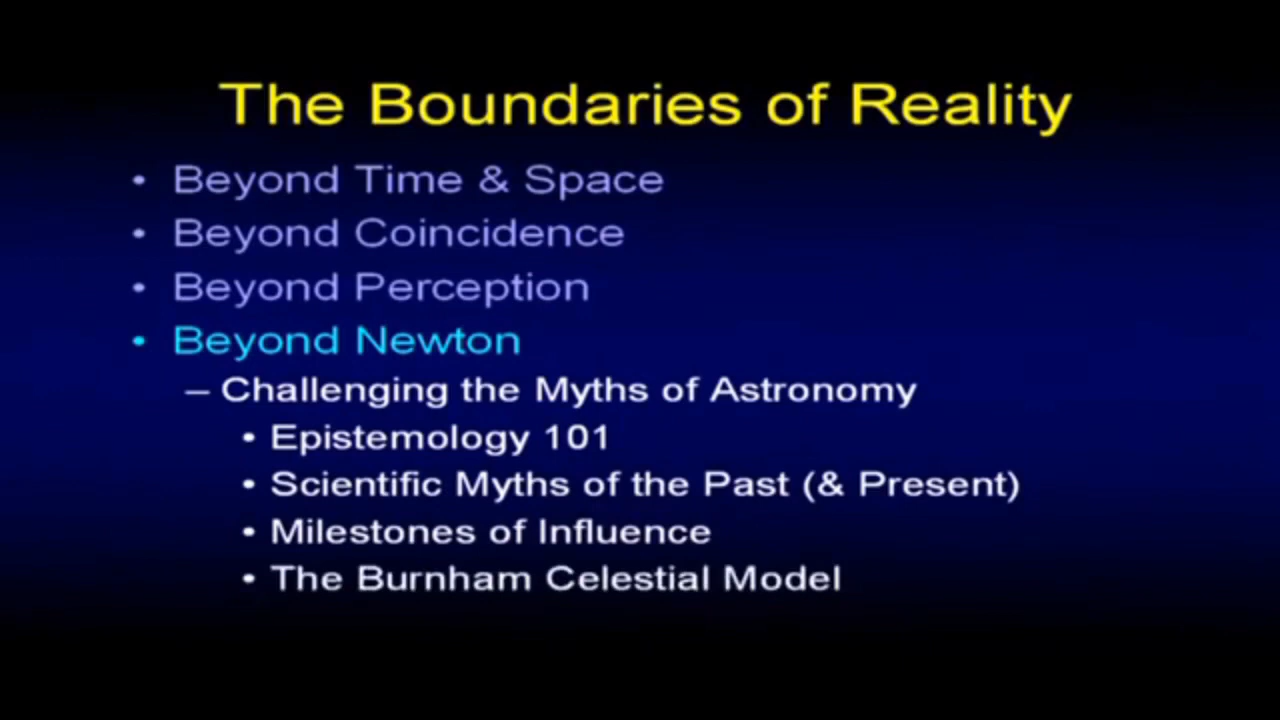 The Boundaries of Reality
• Beyond Time & Space
• Beyond Coincidence
• Beyond Perception
• Beyond Newton
– Challenging the Myths of Astronomy
• Epistemology 101
• Scientific Myths of the Past (& Present)
• Milestones of Influence
• The Burnham Celestial Model